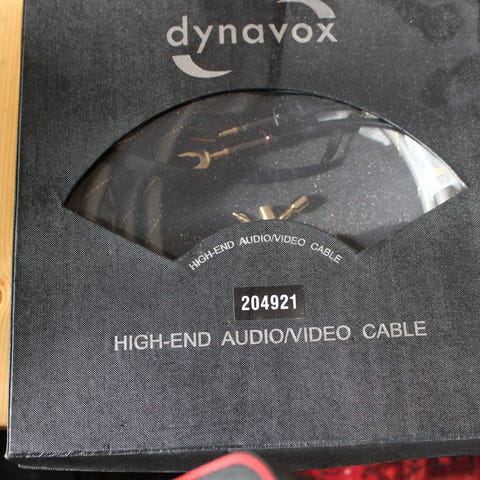 dynavox
HIGH-END AUDIO/VIDEO CABLE
204921
HIGH-END AUDIO/VIDEO CABLE